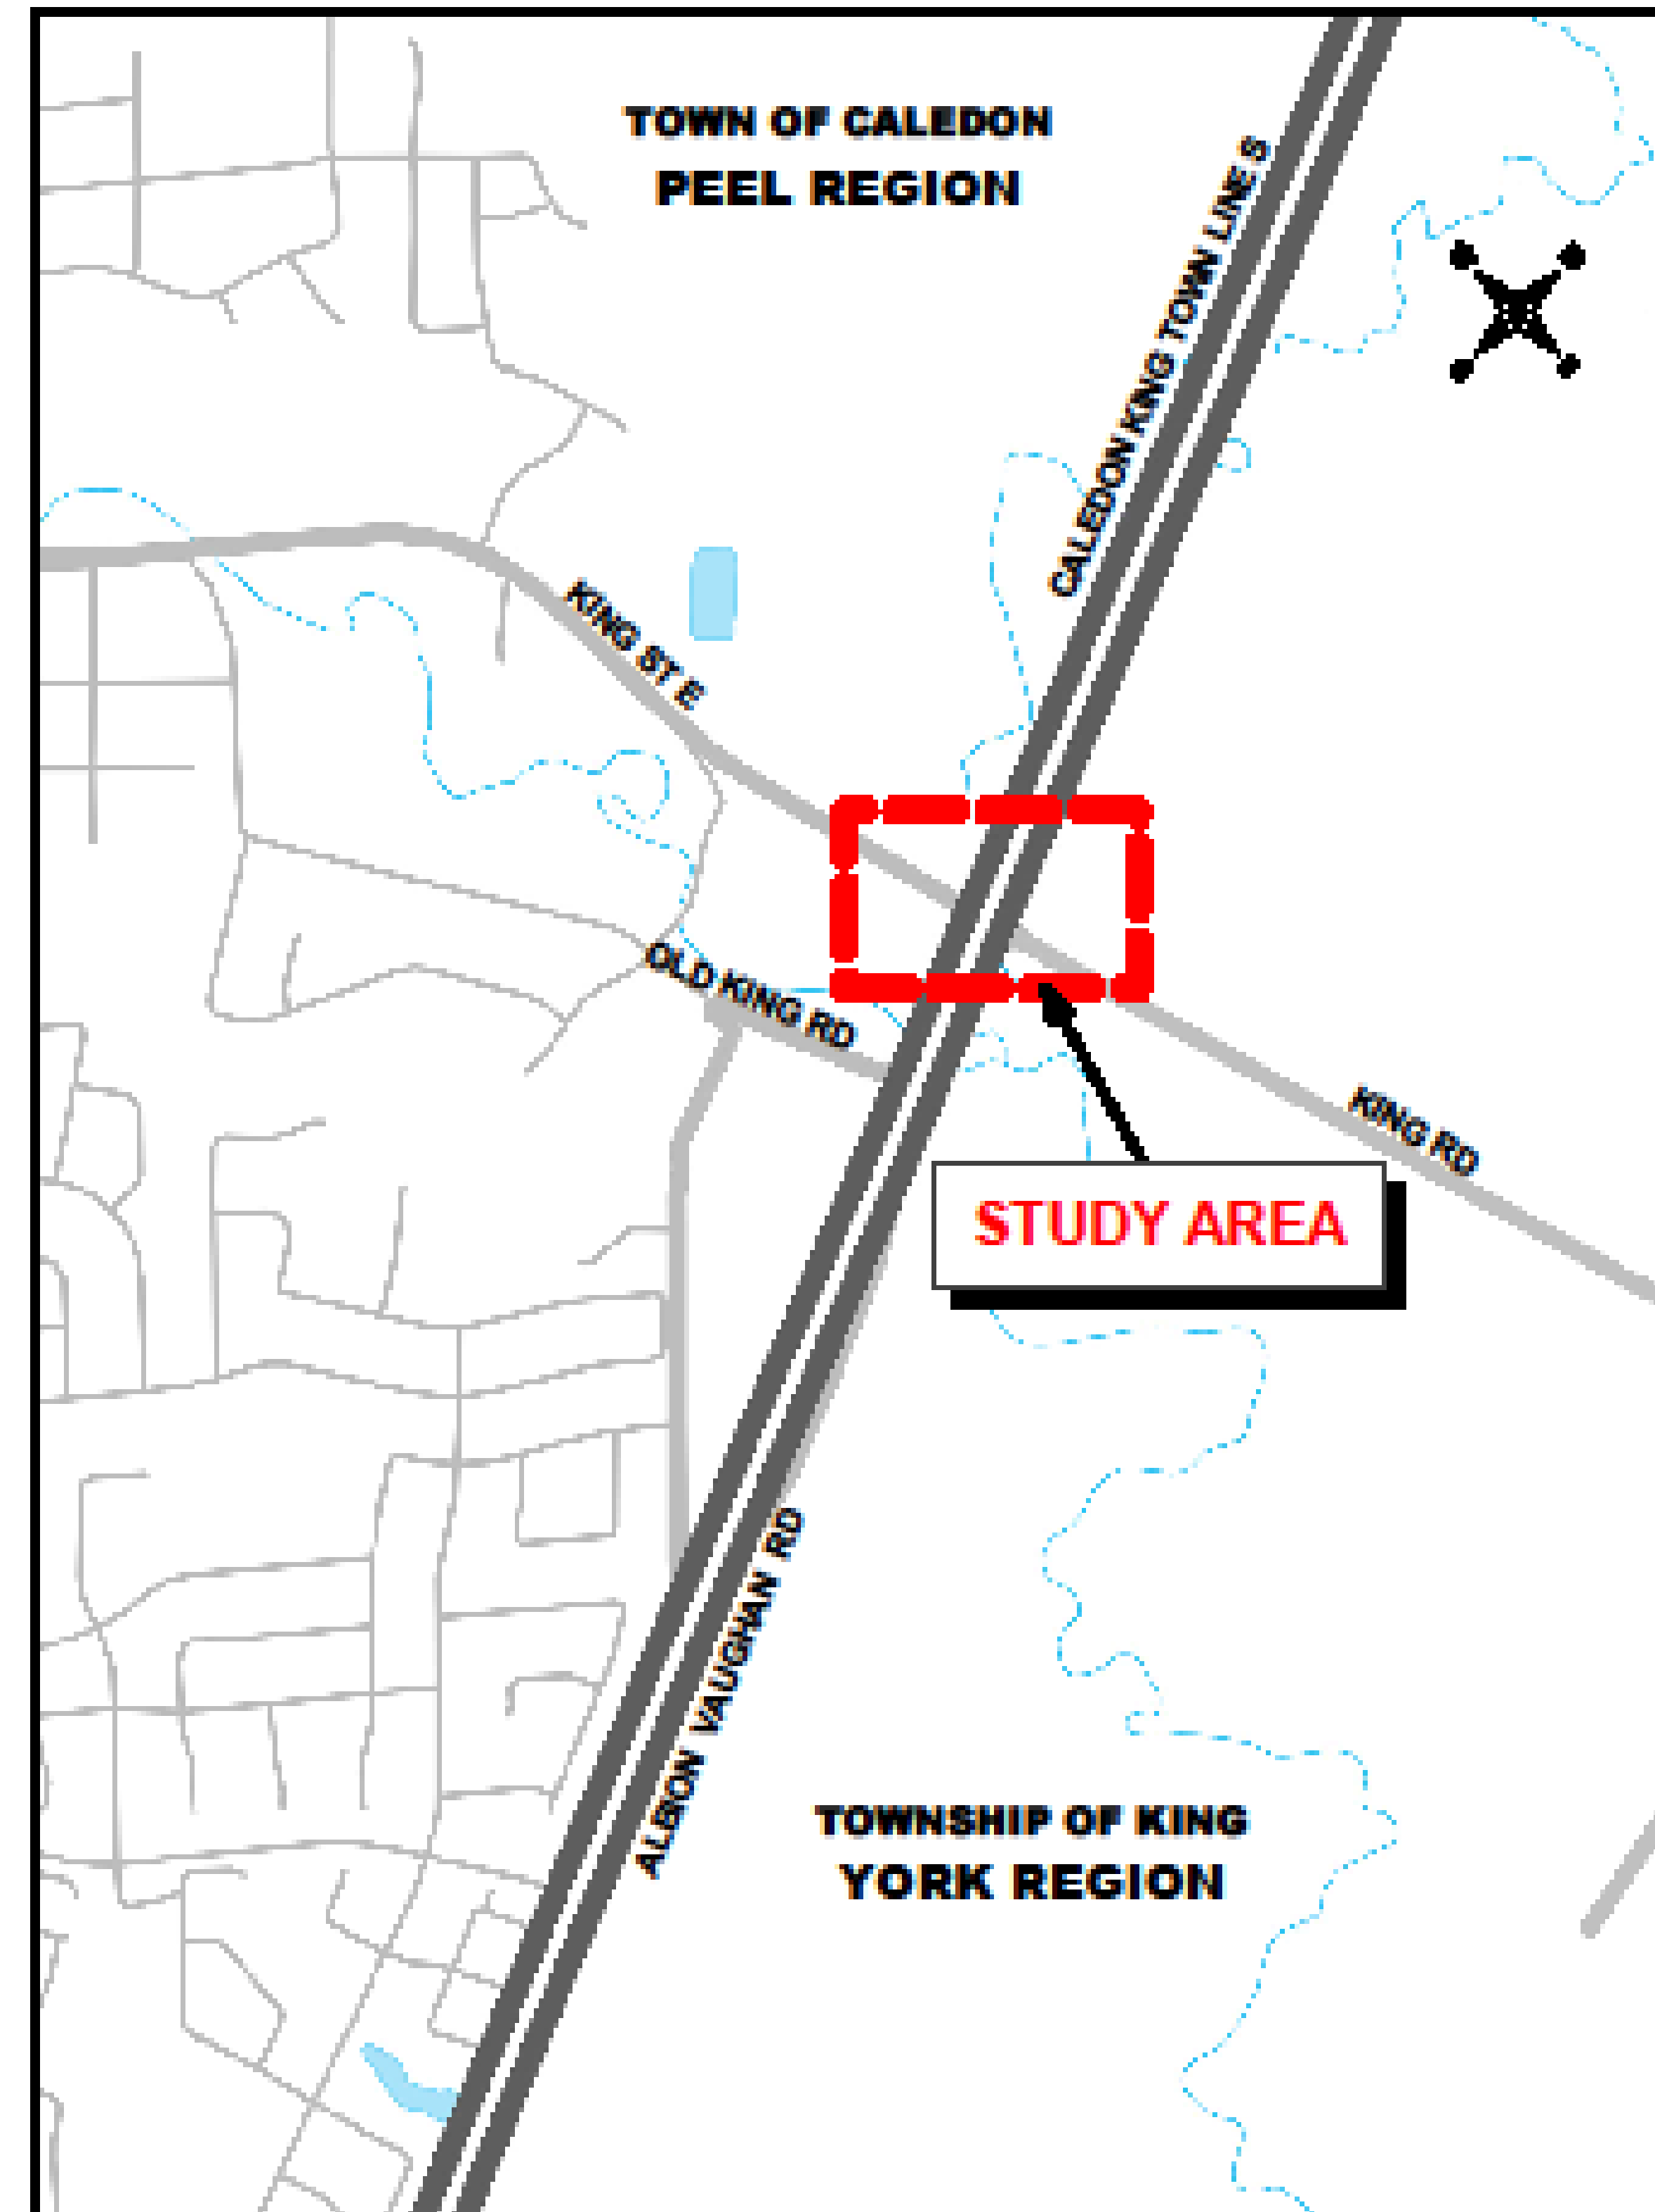 TOWN OF CALEDON
PEEL REGION
CALEDON KING TOWN LINE S
KING ST E
OLD KING RD
KING RD
STUDY AREA
ALBION VAUGHAN RD
TOWNSHIP OF KING
YORK REGION